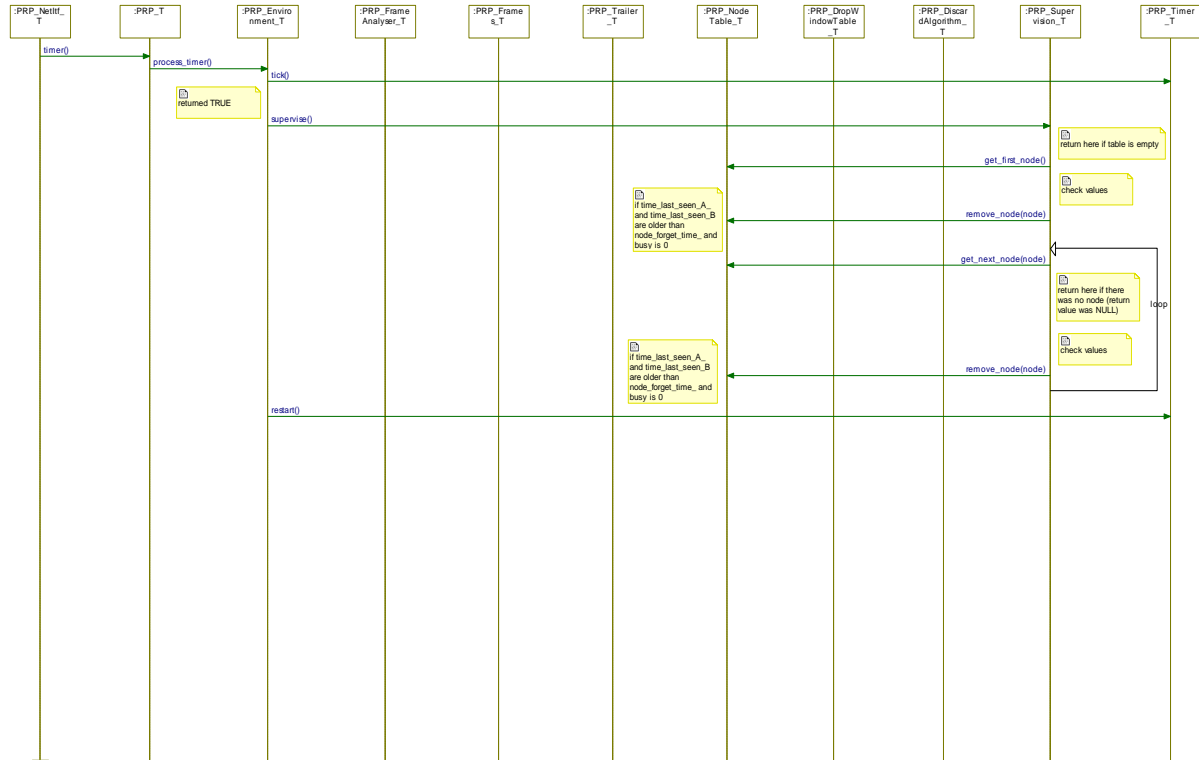 :PRP_NetItf_
T
:PRP_T
:PRP_Enviro
nment_T
:PRP_Frame
Analyser_T
:PRP_Frame
s_T
:PRP_Trailer
_T
:PRP_Node
Table_T
:PRP_DropW
indowTable
_T
:PRP_Discar
dAlgorithm_
T
:PRP_Super
vision_T
:PRP_Timer
_T
timer()
process_timer()
tick()
returned TRUE
supervise()
return here if table is empty
get_first_node()
check values
if time_last_seen_A_
and time_last_seen_B
are older than
node_forget_time_ and
busy is 0
remove_node(node)
get_next_node(node)
return here if there
was no node (return
value was NULL)
loop
check values
if time_last_seen_A_
and time_last_seen_B
are older than
node_forget_time_ and
busy is 0
remove_node(node)
restart()